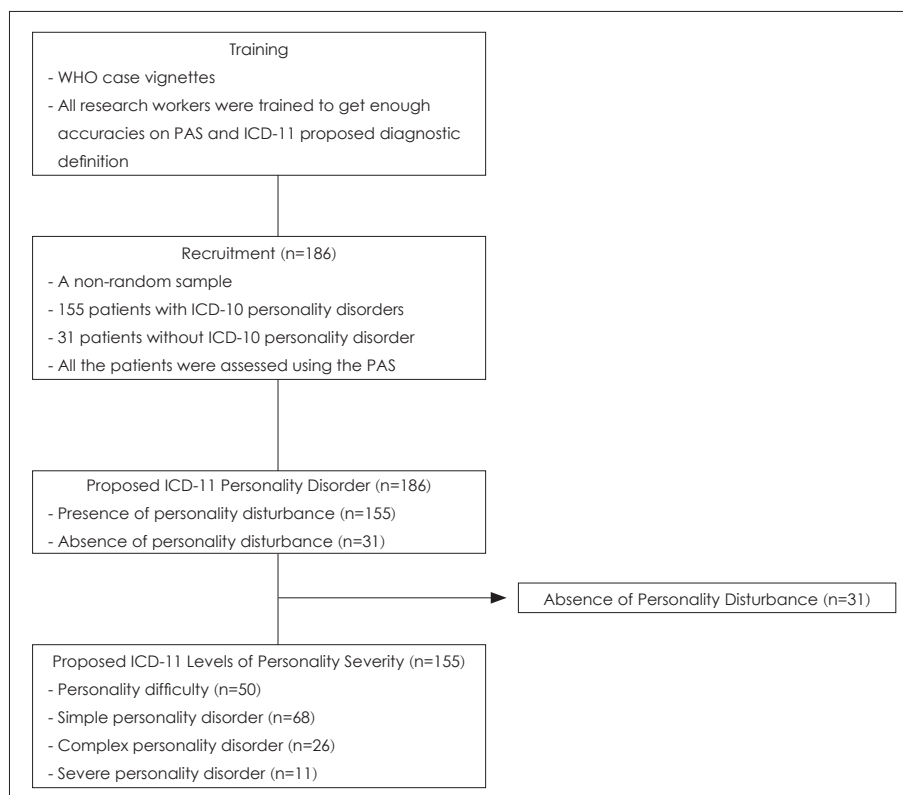 Training
- WHO case vignettes
- All research workers were trained to get enough
accuracies on PAS and ICD-11 proposed diagnostic
definition
Recruitment (n=186)
- A non-random sample
- 155 patients with ICD-10 personality disorders
- 31 patients without ICD-10 personality disorder
- All the patients were assessed using the PAS
Proposed ICD-11 Personality Disorder (n=186)
- Presence of personality disturbance (n=155)
- Absence of personality disturbance (n=31)
Absence of Personality Disturbance (n=31)
Proposed ICD-11 Levels of Personality Severity (n=155)
- Personality difficulty (n=50)
- Simple personality disorder (n=68)
- Complex personality disorder (n=26)
- Severe personality disorder (n=11)